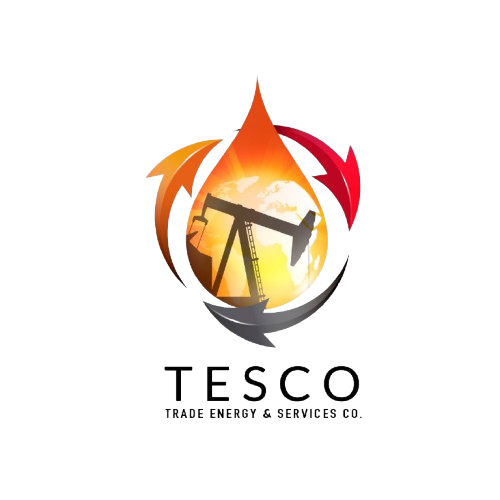 TESCO
TRADE ENERGY & SERVICES CO.